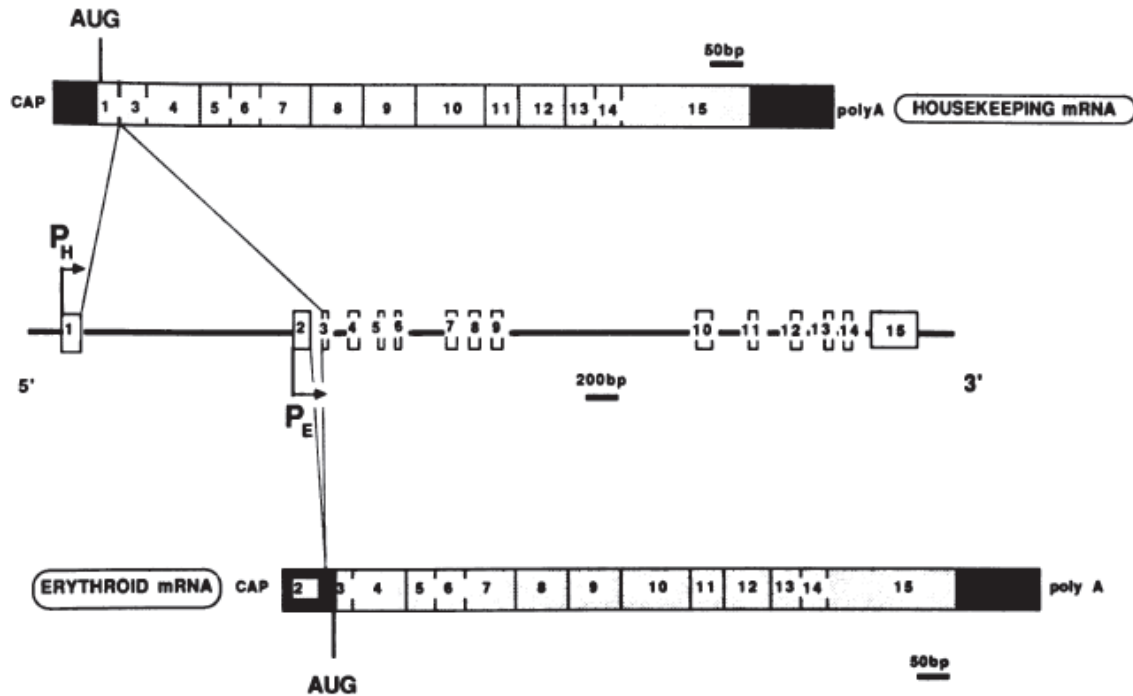 AUG
50bp
CAP 1 3 4 5 6 7 8 9 10 11 12 13 14 15 polyA HOUSEKEEPING mRNA
PH
1 2 3 4 5 6 7 8 9 10 11 12 13 14 15
5' 200bp 3'
PE
ERYTHROID mRNA CAP 2 3 4 5 6 7 8 9 10 11 12 13 14 15 poly A
50bp
AUG